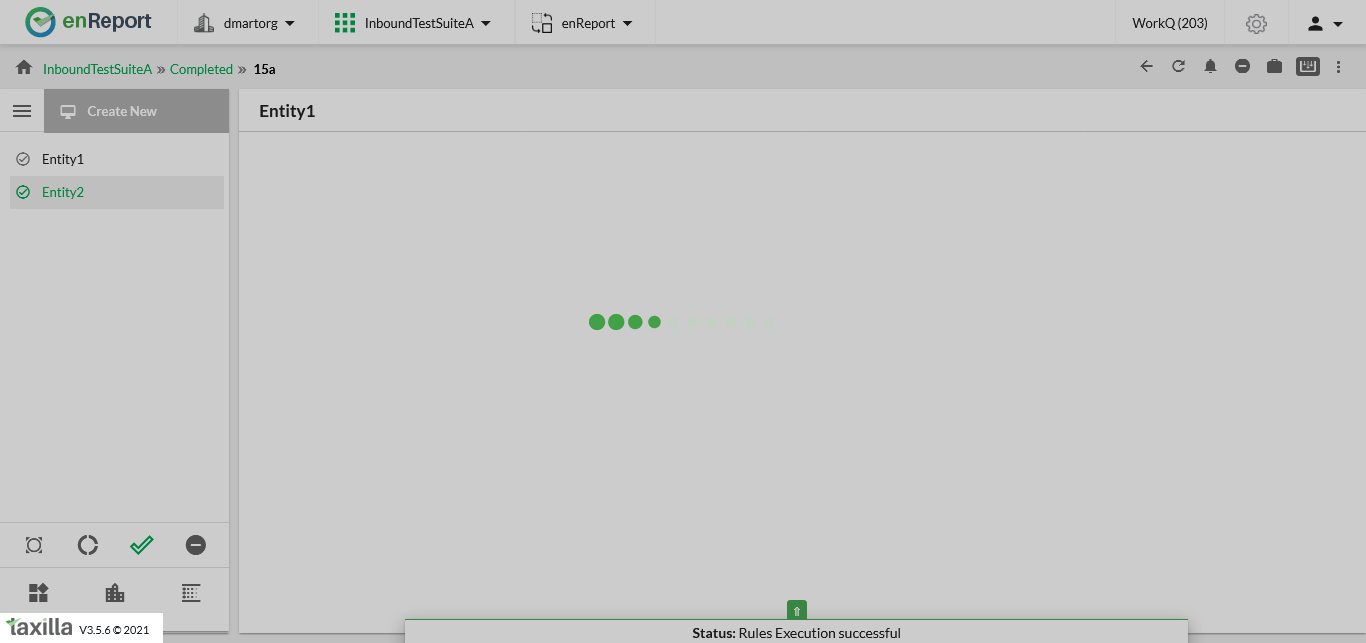 enReport
dmartorg
InboundTestSuiteA
enReport
WorkQ (203)
InboundTestSuiteA » Completed » 15a
Create New
Entity1
Entity1
Entity2
taxilla V3.5.6 © 2021
Status: Rules Execution successful